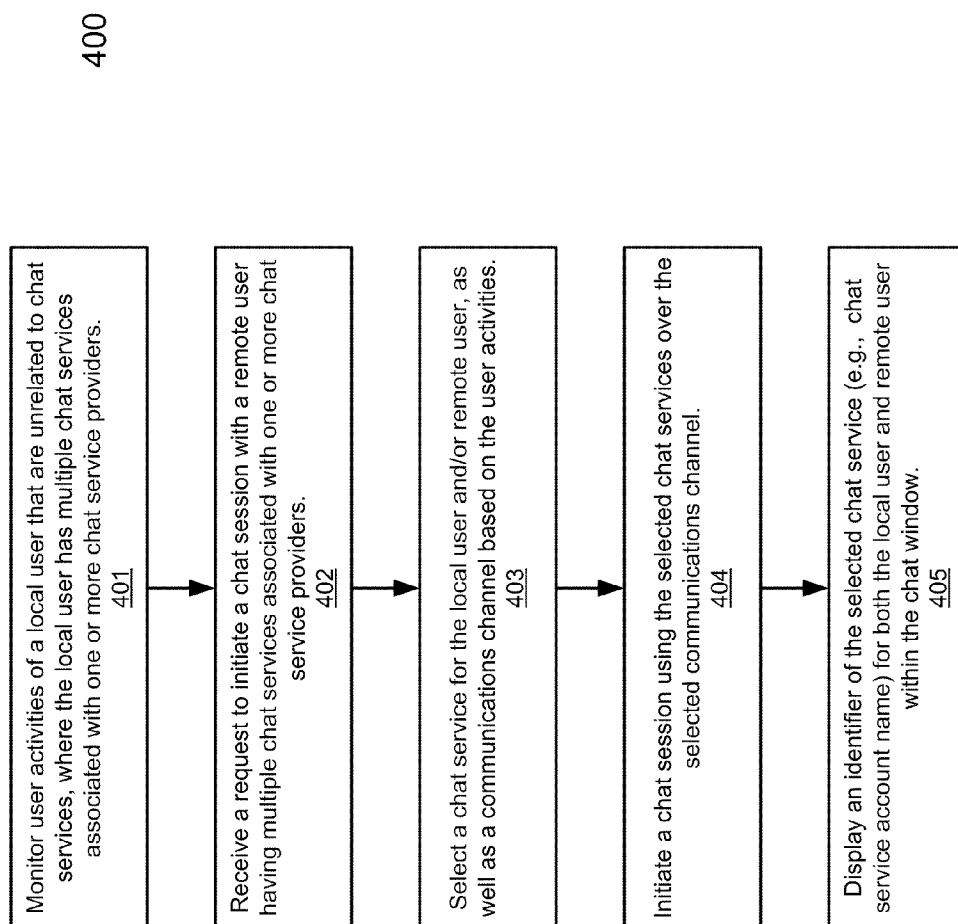 400
Monitor user activities of a local user that are unrelated to chat
services, where the local user has multiple chat services
associated with one or more chat service providers.
401
Receive a request to initiate a chat session with a remote user
having multiple chat services associated with one or more chat
service providers.
402
Select a chat service for the local user and/or remote user, as
well as a communications channel based on the user activities.
403
Initiate a chat session using the selected chat services over the
selected communications channel.
404
Display an identifier of the selected chat service (e.g., chat
service account name) for both the local user and remote user
within the chat window.
405